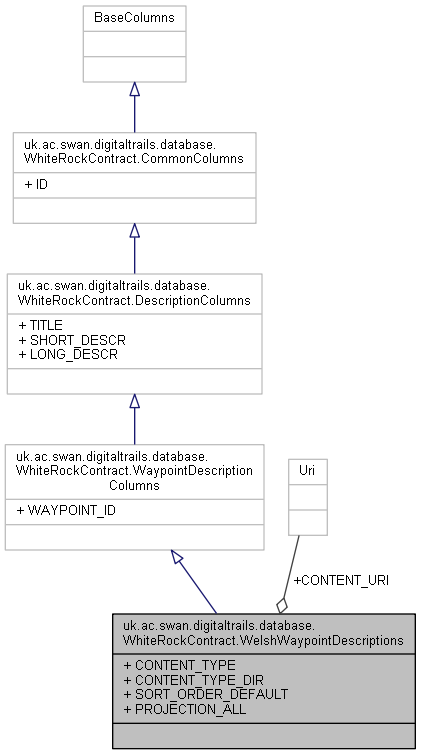 BaseColumns
uk.ac.swan.digitaltrails.database.
WhiteRockContract.CommonColumns
+ ID
uk.ac.swan.digitaltrails.database.
WhiteRockContract.DescriptionColumns
+ TITLE
+ SHORT_DESCR
+ LONG_DESCR
uk.ac.swan.digitaltrails.database.
WhiteRockContract.WaypointDescription
Columns
+ WAYPOINT_ID
Uri
+CONTENT_URI
uk.ac.swan.digitaltrails.database.
WhiteRockContract.WelshWaypointDescriptions
+ CONTENT_TYPE
+ CONTENT_TYPE_DIR
+ SORT_ORDER_DEFAULT
+ PROJECTION_ALL